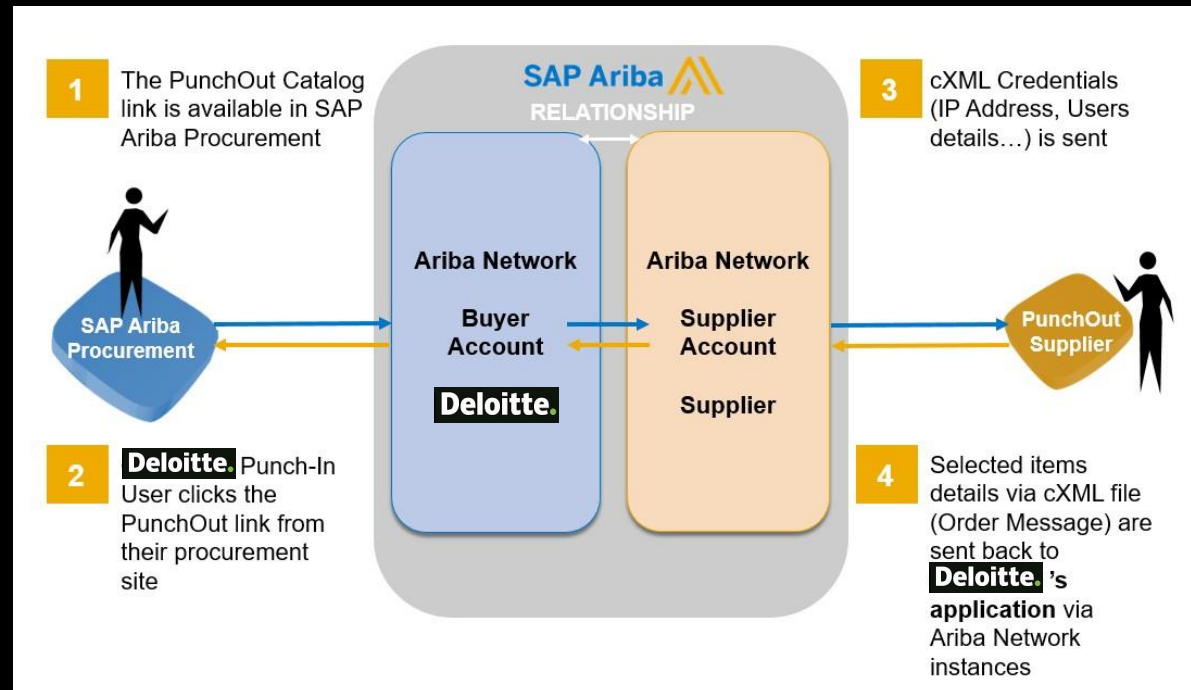 1
The PunchOut Catalog
link is available in SAP
Ariba Procurement
SAP Ariba
RELATIONSHIP
3
cXML Credentials
(IP Address, Users
details…) is sent
SAP Ariba
Procurement
Ariba Network
Buyer
Account
Deloitte.
Ariba Network
Supplier
Account
Supplier
PunchOut
Supplier
2
Deloitte. Punch-In
User clicks the
PunchOut link from
their procurement
site
4
Selected items
details via cXML file
(Order Message) are
sent back to
Deloitte. 's
application via
Ariba Network
instances